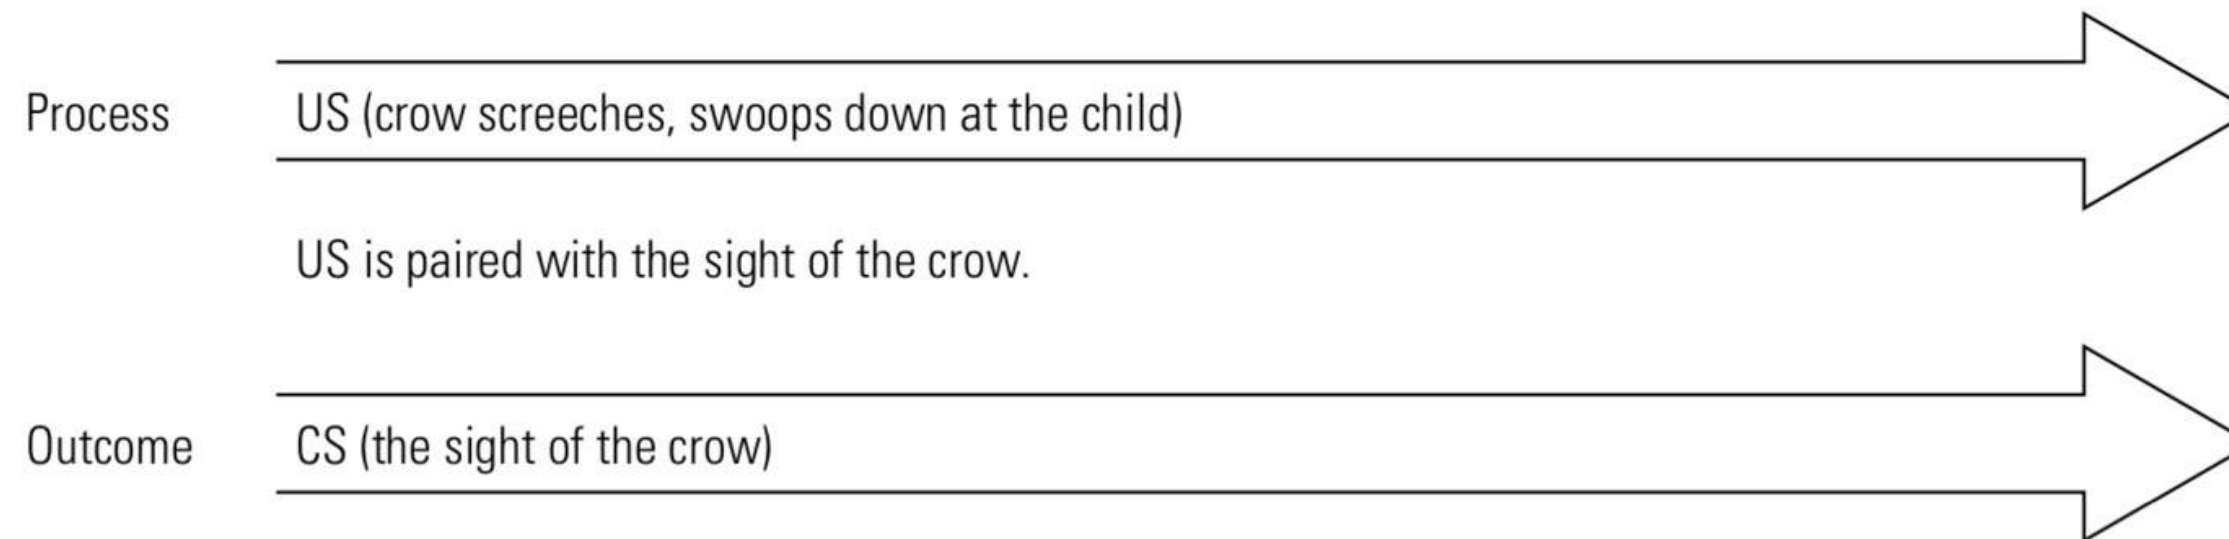 Process US (crow screeches, swoops down at the child)
US is paired with the sight of the crow.
Outcome CS (the sight of the crow)